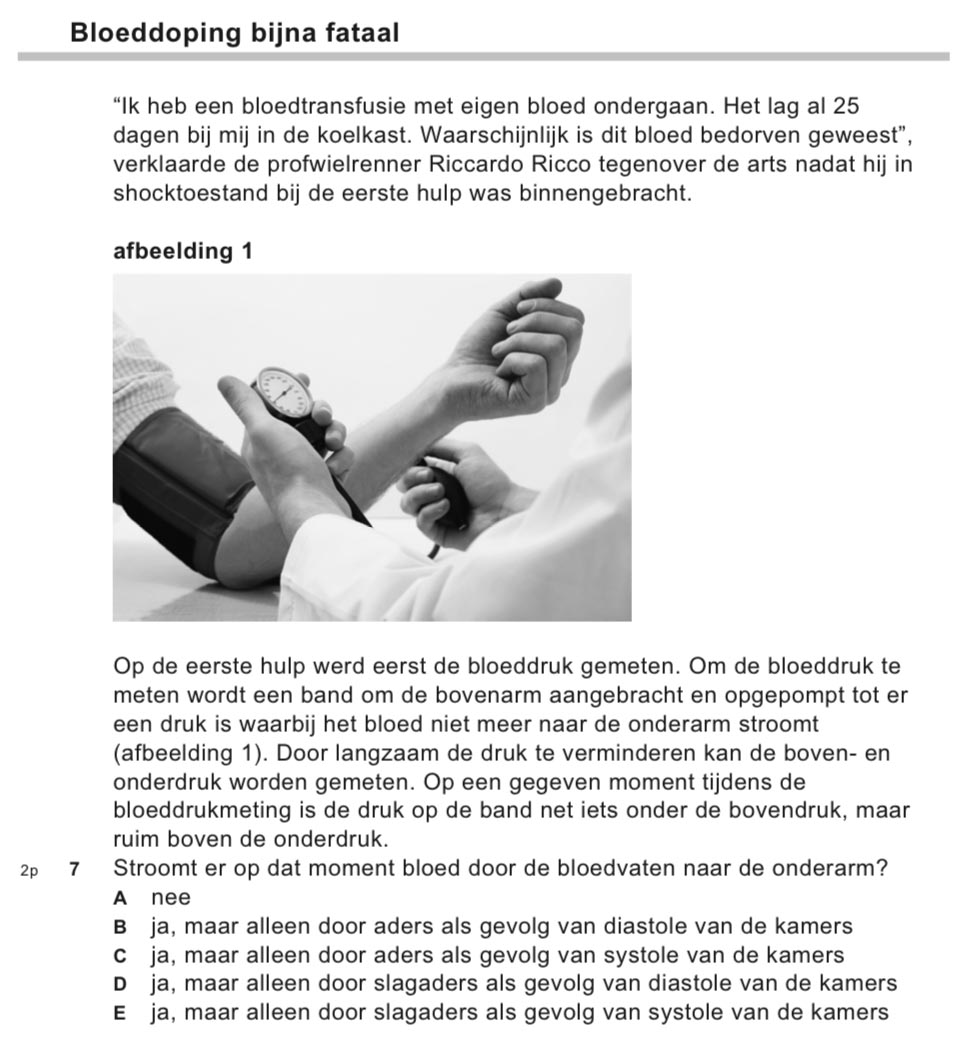 Bloeddoping bijna fataal
“Ik heb een bloedtransfusie met eigen bloed ondergaan. Het lag al 25
dagen bij mij in de koelkast. Waarschijnlijk is dit bloed bedorven geweest”,
verklaarde de profwielrenner Riccardo Ricco tegenover de arts nadat hij in
shocktoestand bij de eerste hulp was binnengebracht.
afbeelding 1
Op de eerste hulp werd eerst de bloeddruk gemeten. Om de bloeddruk te
meten wordt een band om de bovenarm aangebracht en opgepompt tot er
een druk is waarbij het bloed niet meer naar de onderarm stroomt
(afbeelding 1). Door langzaam de druk te verminderen kan de boven- en
onderdruk worden gemeten. Op een gegeven moment tijdens de
bloeddrukmeting is de druk op de band net iets onder de bovendruk, maar
ruim boven de onderdruk.
2p 7 Stroomt er op dat moment bloed door de bloedvaten naar de onderarm?
A nee
B ja, maar alleen door aders als gevolg van diastole van de kamers
C ja, maar alleen door aders als gevolg van systole van de kamers
D ja, maar alleen door slagaders als gevolg van diastole van de kamers
E ja, maar alleen door slagaders als gevolg van systole van de kamers